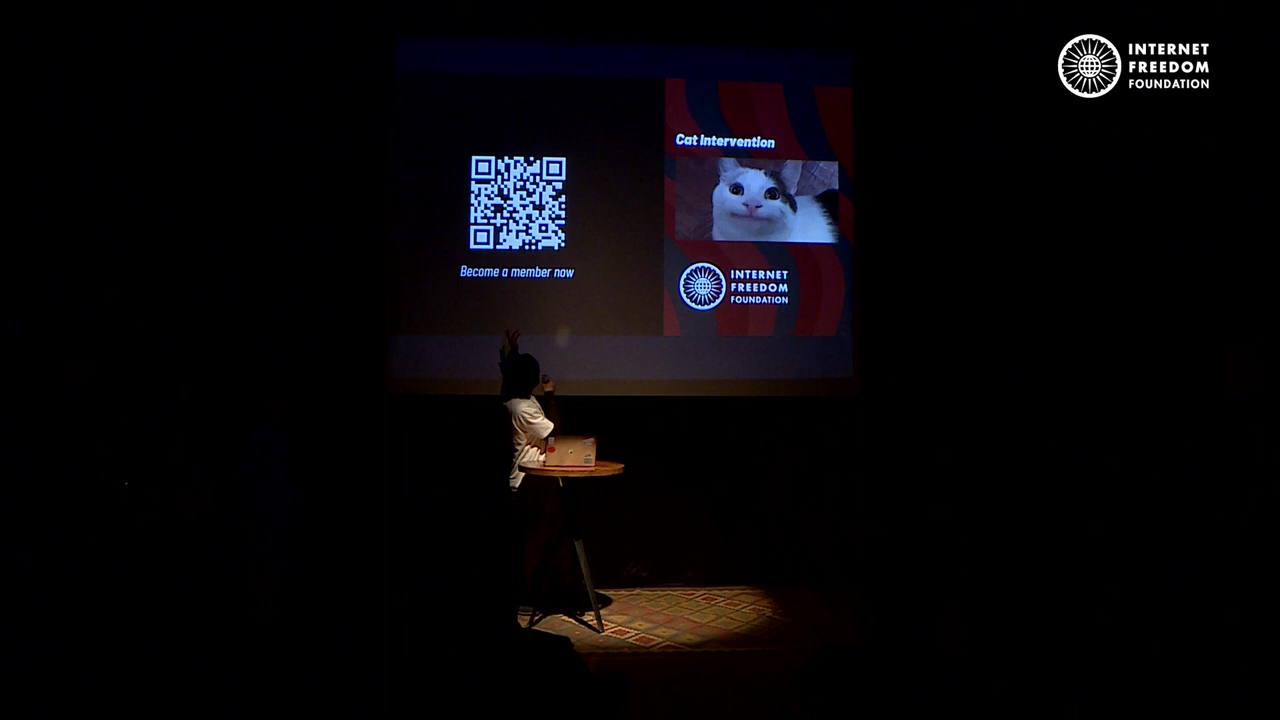 INTERNET
FREEDOM
FOUNDATION
Cat Intervention
Become a member now
INTERNET
FREEDOM
FOUNDATION